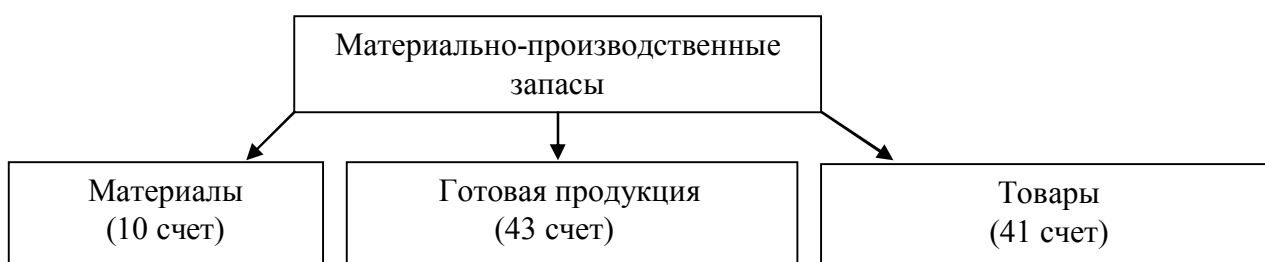 Материально-производственные
запасы
Материалы
(10 счет)
Готовая продукция
(43 счет)
Товары
(41 счет)